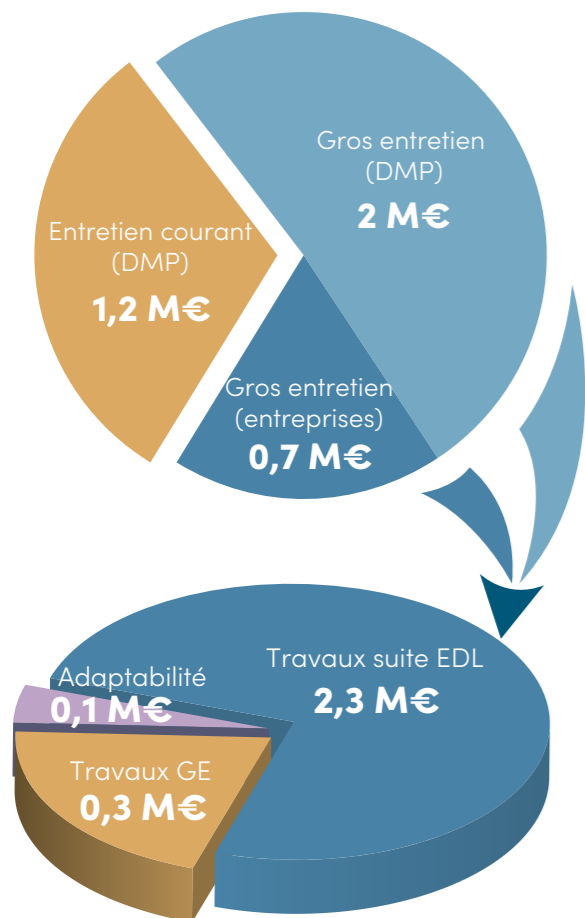 Gros entretien
(DMP)
2 M€
Entretien courant
(DMP)
1,2 M€
Gros entretien
(entreprises)
0,7 M€
Travaux suite EDL
2,3 M€
Adaptabilité
0,1 M€
Travaux GE
0,3 M€